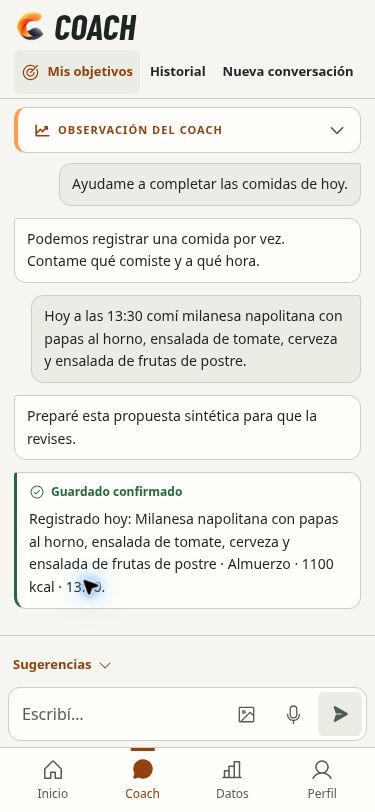 COACH
Mis objetivos Historial Nueva conversación
OBSERVACIÓN DEL COACH
Ayudame a completar las comidas de hoy.
Podemos registrar una comida por vez.
Contame qué comiste y a qué hora.
Hoy a las 13:30 comí milanesa napolitana con
papas al horno, ensalada de tomate, cerveza
y ensalada de frutas de postre.
Preparé esta propuesta sintética para que la
revises.
Guardado confirmado
Registrado hoy: Milanesa napolitana con papas
al horno, ensalada de tomate, cerveza y
ensalada de frutas de postre · Almuerzo · 1100
kcal ·
Sugerencias
Escribí...
Inicio Coach Datos Perfil